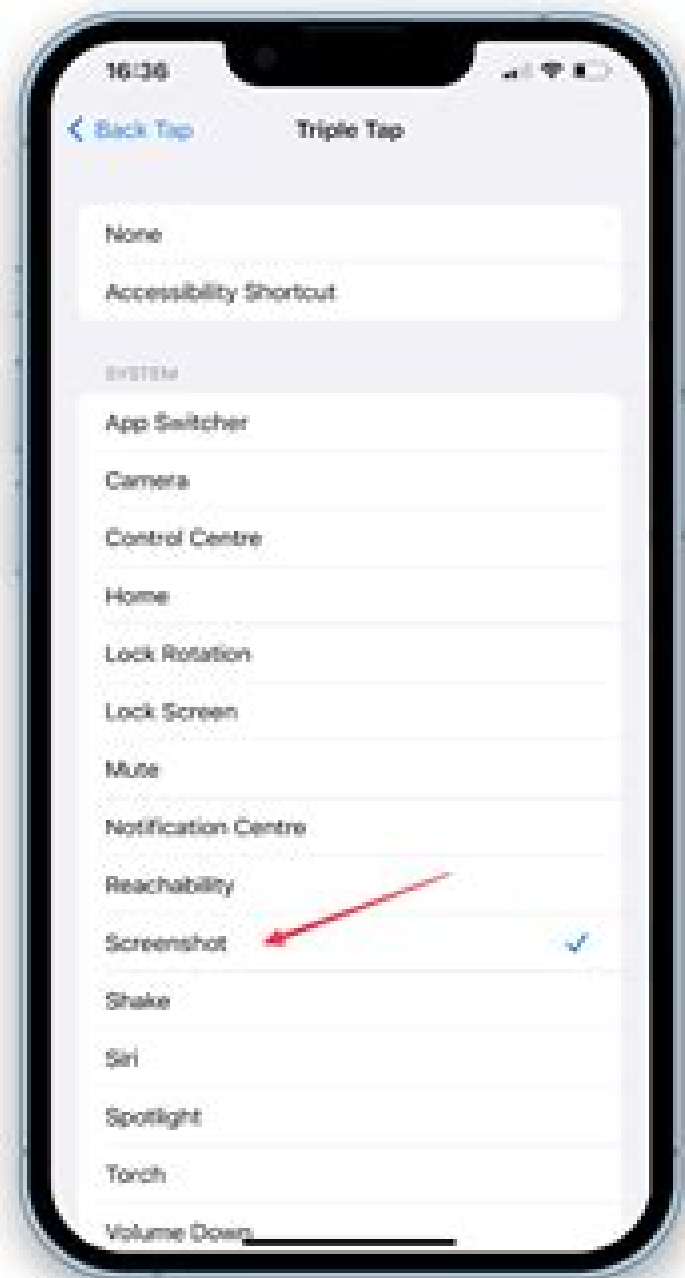 16:36
Back Tap
Triple Tap
None
Accessibility Shortcut
SYSTEM
App Switcher
Camera
Control Centre
Home
Lock Rotation
Lock Screen
Mute
Notification Centre
Reachability
Screenshot
Shake
Siri
Spotlight
Torch
Volume Down